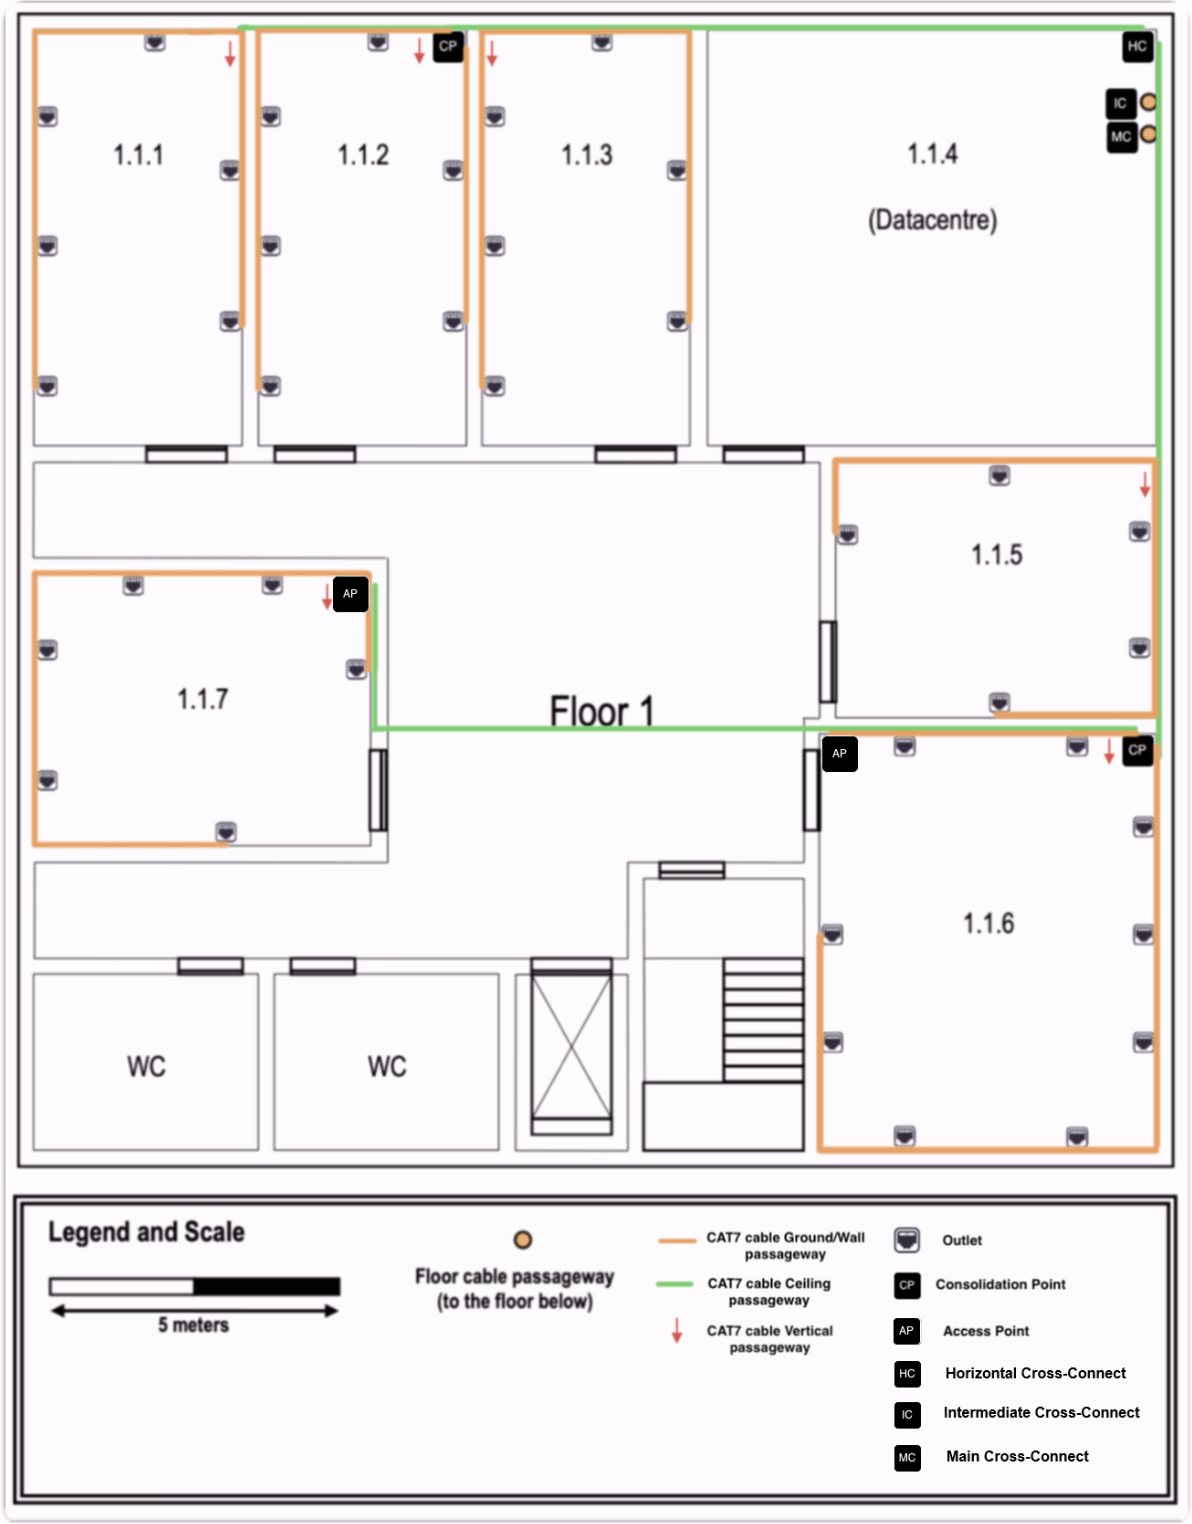 CP
HC
IC
MC
1.1.1
1.1.2
1.1.3
1.1.4
(Datacentre)
1.1.5
AP
1.1.7
Floor 1
AP
CP
1.1.6
WC
WC
Legend and Scale
5 meters
Floor cable passageway
(to the floor below)
CAT7 cable Ground/Wall
passageway
CAT7 cable Ceiling
passageway
CAT7 cable Vertical
passageway
Outlet
CP Consolidation Point
AP Access Point
HC Horizontal Cross-Connect
IC Intermediate Cross-Connect
MC Main Cross-Connect